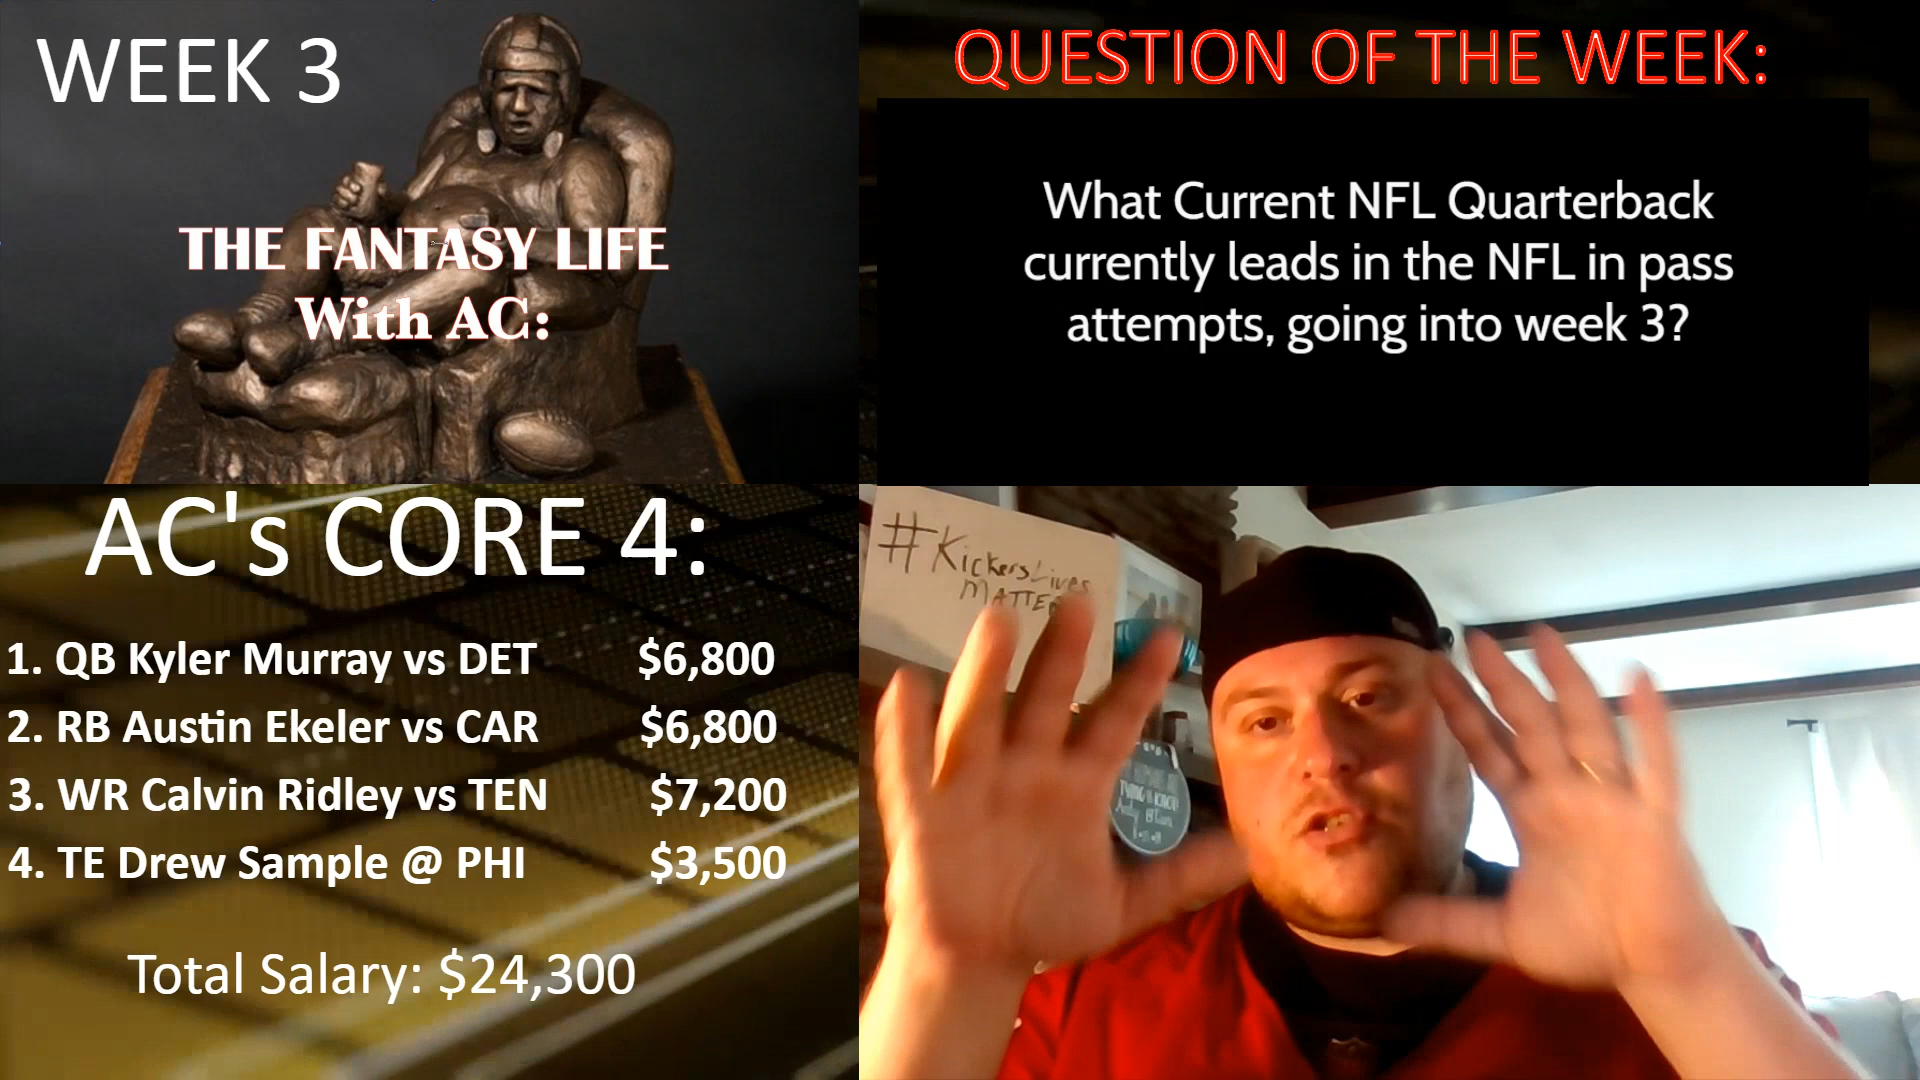 WEEK 3
THE FANTASY LIFE
With AC:
QUESTION OF THE WEEK:
What Current NFL Quarterback
currently leads in the NFL in pass
attempts, going into week 3?
AC's CORE 4:
1. QB Kyler Murray vs DET $6,800
2. RB Austin Ekeler vs CAR $6,800
3. WR Calvin Ridley vs TEN $7,200
4. TE Drew Sample @ PHI $3,500
Total Salary: $24,300
#KickersLives